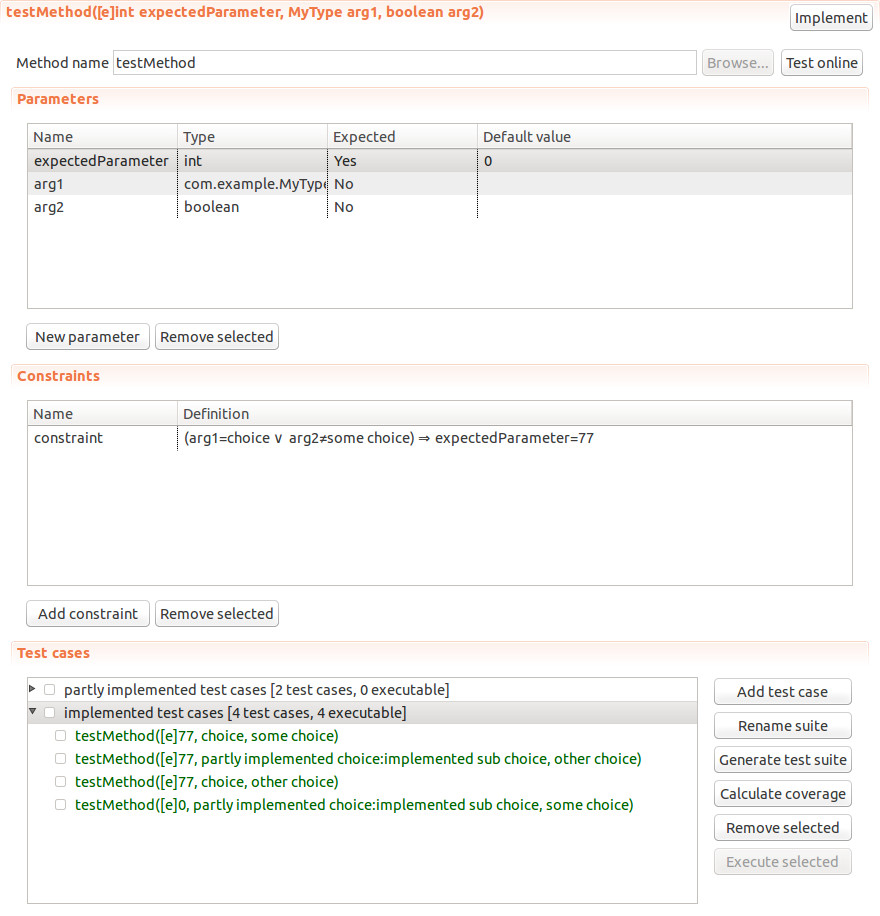 testMethod([e]int expectedParameter, MyType arg1, boolean arg2)
Implement
Method name testMethod Browse... Test online
Parameters
Name Type Expected Default value
expectedParameter int Yes 0
arg1 com.example.MyType No
arg2 boolean No
New parameter Remove selected
Constraints
Name Definition
constraint (arg1=choice ∨ arg2≠some choice) ⇒ expectedParameter=77
Add constraint Remove selected
Test cases
partly implemented test cases [2 test cases, 0 executable]
implemented test cases [4 test cases, 4 executable]
testMethod([e]77, choice, some choice)
testMethod([e]77, partly implemented choice:implemented sub choice, other choice)
testMethod([e]77, choice, other choice)
testMethod([e]0, partly implemented choice:implemented sub choice, some choice)
Add test case
Rename suite
Generate test suite
Calculate coverage
Remove selected
Execute selected